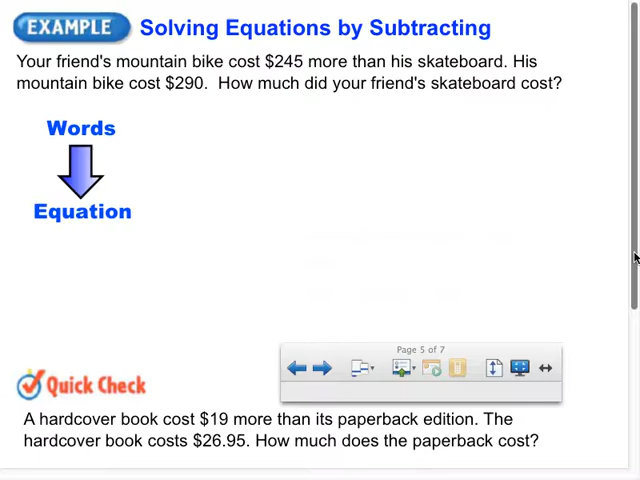 EXAMPLE Solving Equations by Subtracting
Your friend's mountain bike cost $245 more than his skateboard. His
mountain bike cost $290.  How much did your friend's skateboard cost?
Words
Equation
Page 5 of 7
Quick Check
A hardcover book cost $19 more than its paperback edition. The
hardcover book costs $26.95. How much does the paperback cost?